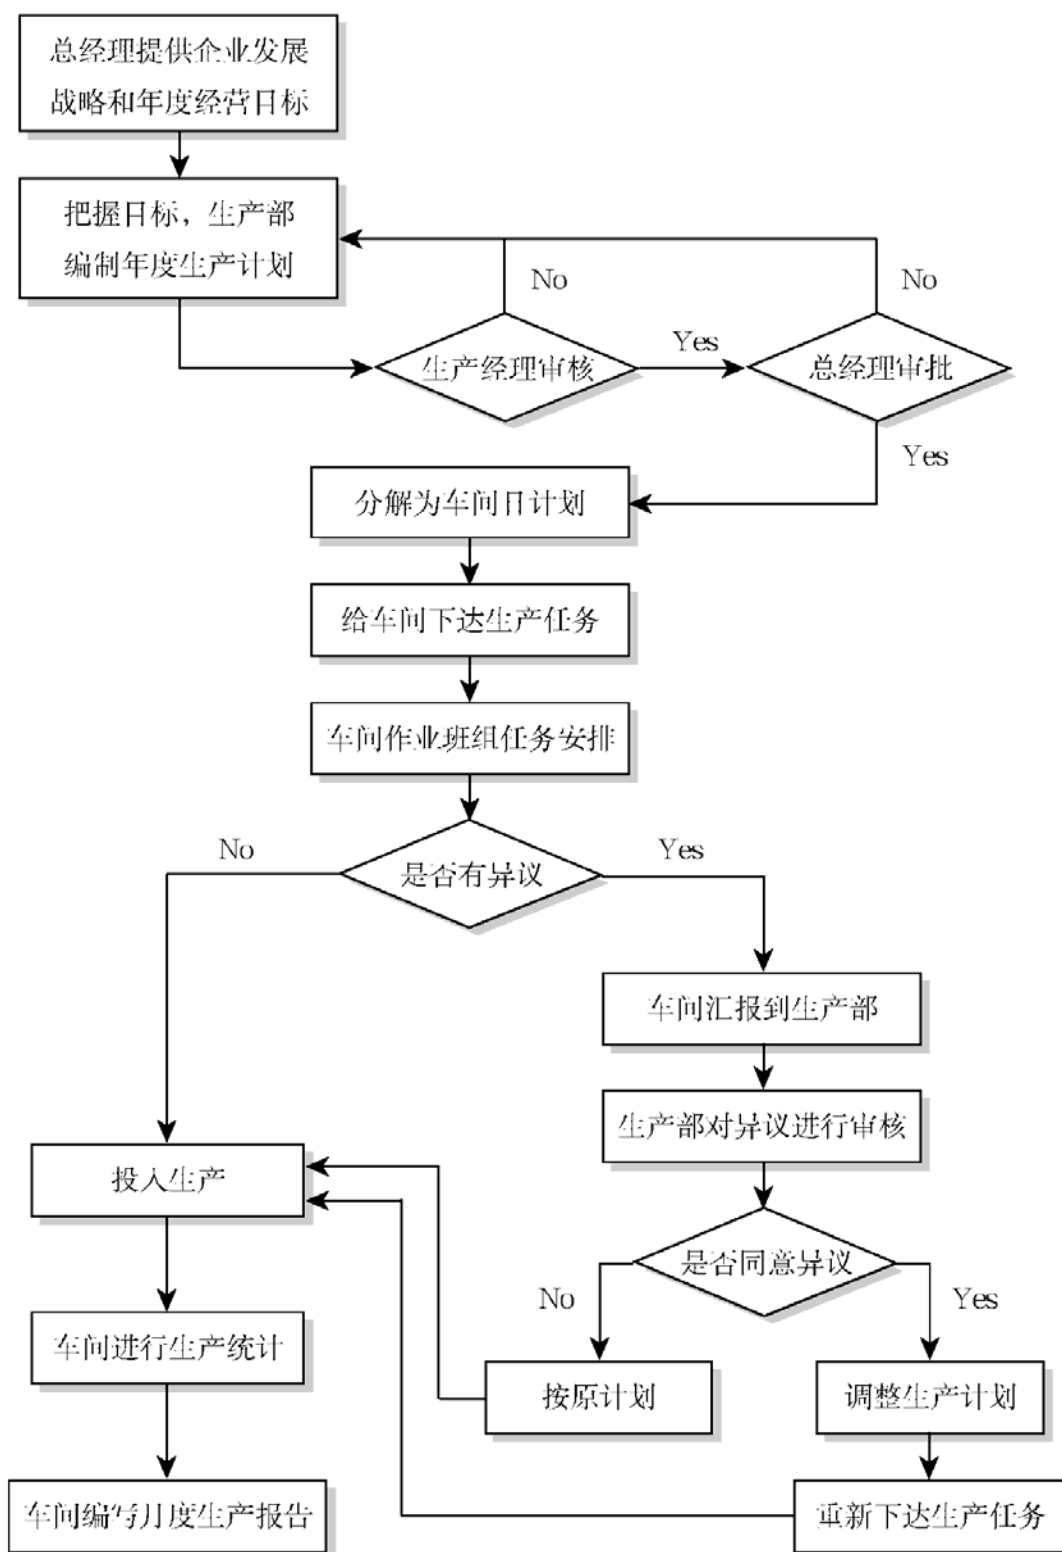 总经理提供企业发展
战略和年度经营目标
把握目标，生产部
编制年度生产计划
No
No
生产经理审核
Yes
总经理审批
Yes
分解为车间日计划
给车间下达生产任务
车间作业班组任务安排
No
是否有异议
Yes
车间汇报到生产部
生产部对异议进行审核
投入生产
是否同意异议
No
Yes
车间进行生产统计
按原计划
调整生产计划
车间编写月度生产报告
重新下达生产任务